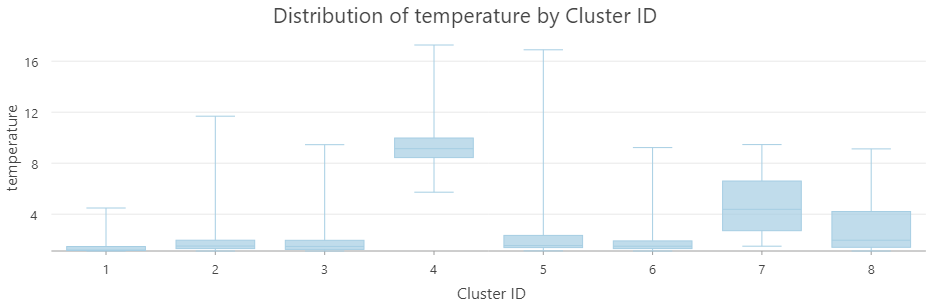 Distribution of temperature by Cluster ID
temperature
16
12
8
4
1 2 3 4 5 6 7 8
Cluster ID